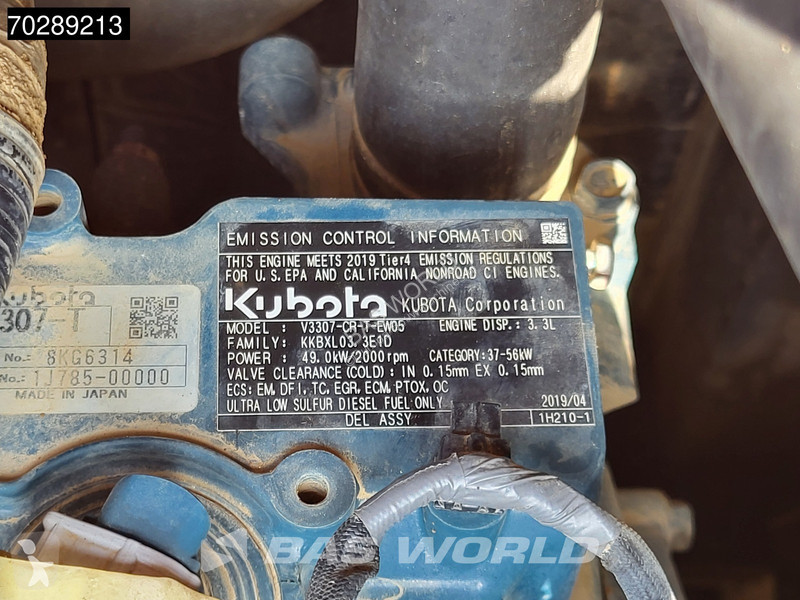 70289213
EMISSION CONTROL INFORMATION
THIS ENGINE MEETS 2019 Tier4 EMISSION REGULATIONS
FOR U.S. EPA AND CALIFORNIA NONROAD CI ENGINES.
Kubota KUBOTA Corporation
MODEL : V3307-CR-T-EW05 ENGINE DISP.: 3.3L
FAMILY: KKBXL03.3E1D
POWER : 49.0kW/2000rpm CATEGORY:37-56kW
VALVE CLEARANCE(COLD): IN 0.15mm EX 0.15mm
ECS: EM, DFI, TC, EGR, ECM, PTOX, OC
ULTRA LOW SULFUR DIESEL FUEL ONLY 2019/04
DEL ASSY 1H210-1
Kubota
3307-T
No.: 8KG6314
No.: 1J785-00000
MADE IN JAPAN
BAS WORLD